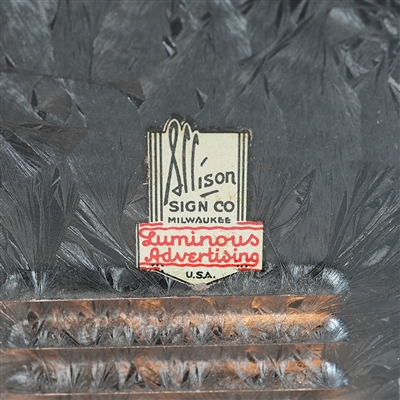 Allison
SIGN CO
MILWAUKEE
Luminous
Advertising
U.S.A.